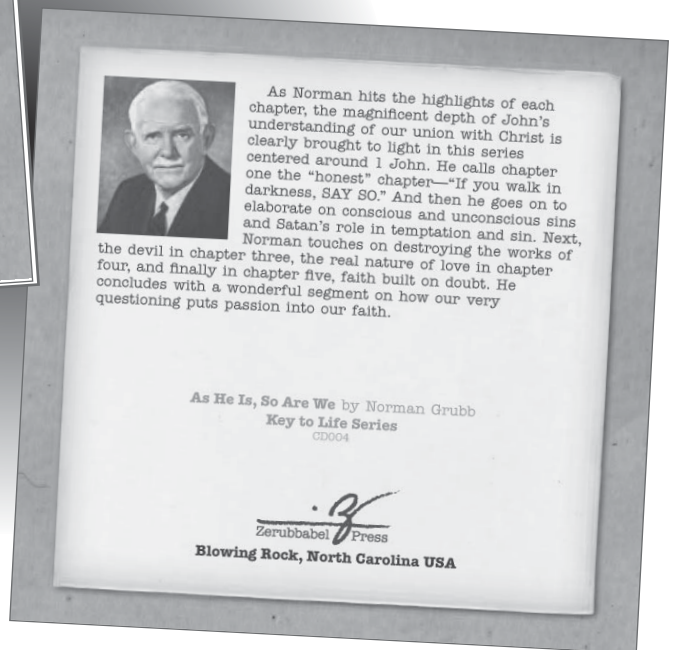 As Norman hits the highlights of each
chapter, the magnificent depth of John's
understanding of our union with Christ is
clearly brought to light in this series
centered around 1 John. He calls chapter
one the “honest” chapter—“If you walk in
darkness, SAY SO.” And then he goes on to
elaborate on conscious and unconscious sins
and Satan's role in temptation and sin. Next,
Norman touches on destroying the works of
the devil in chapter three, the real nature of love in chapter
four, and finally in chapter five, faith built on doubt. He
concludes with a wonderful segment on how our very
questioning puts passion into our faith.
As He Is, So Are We by Norman Grubb
Key to Life Series
CD004
Zerubbabel Press
Blowing Rock, North Carolina USA